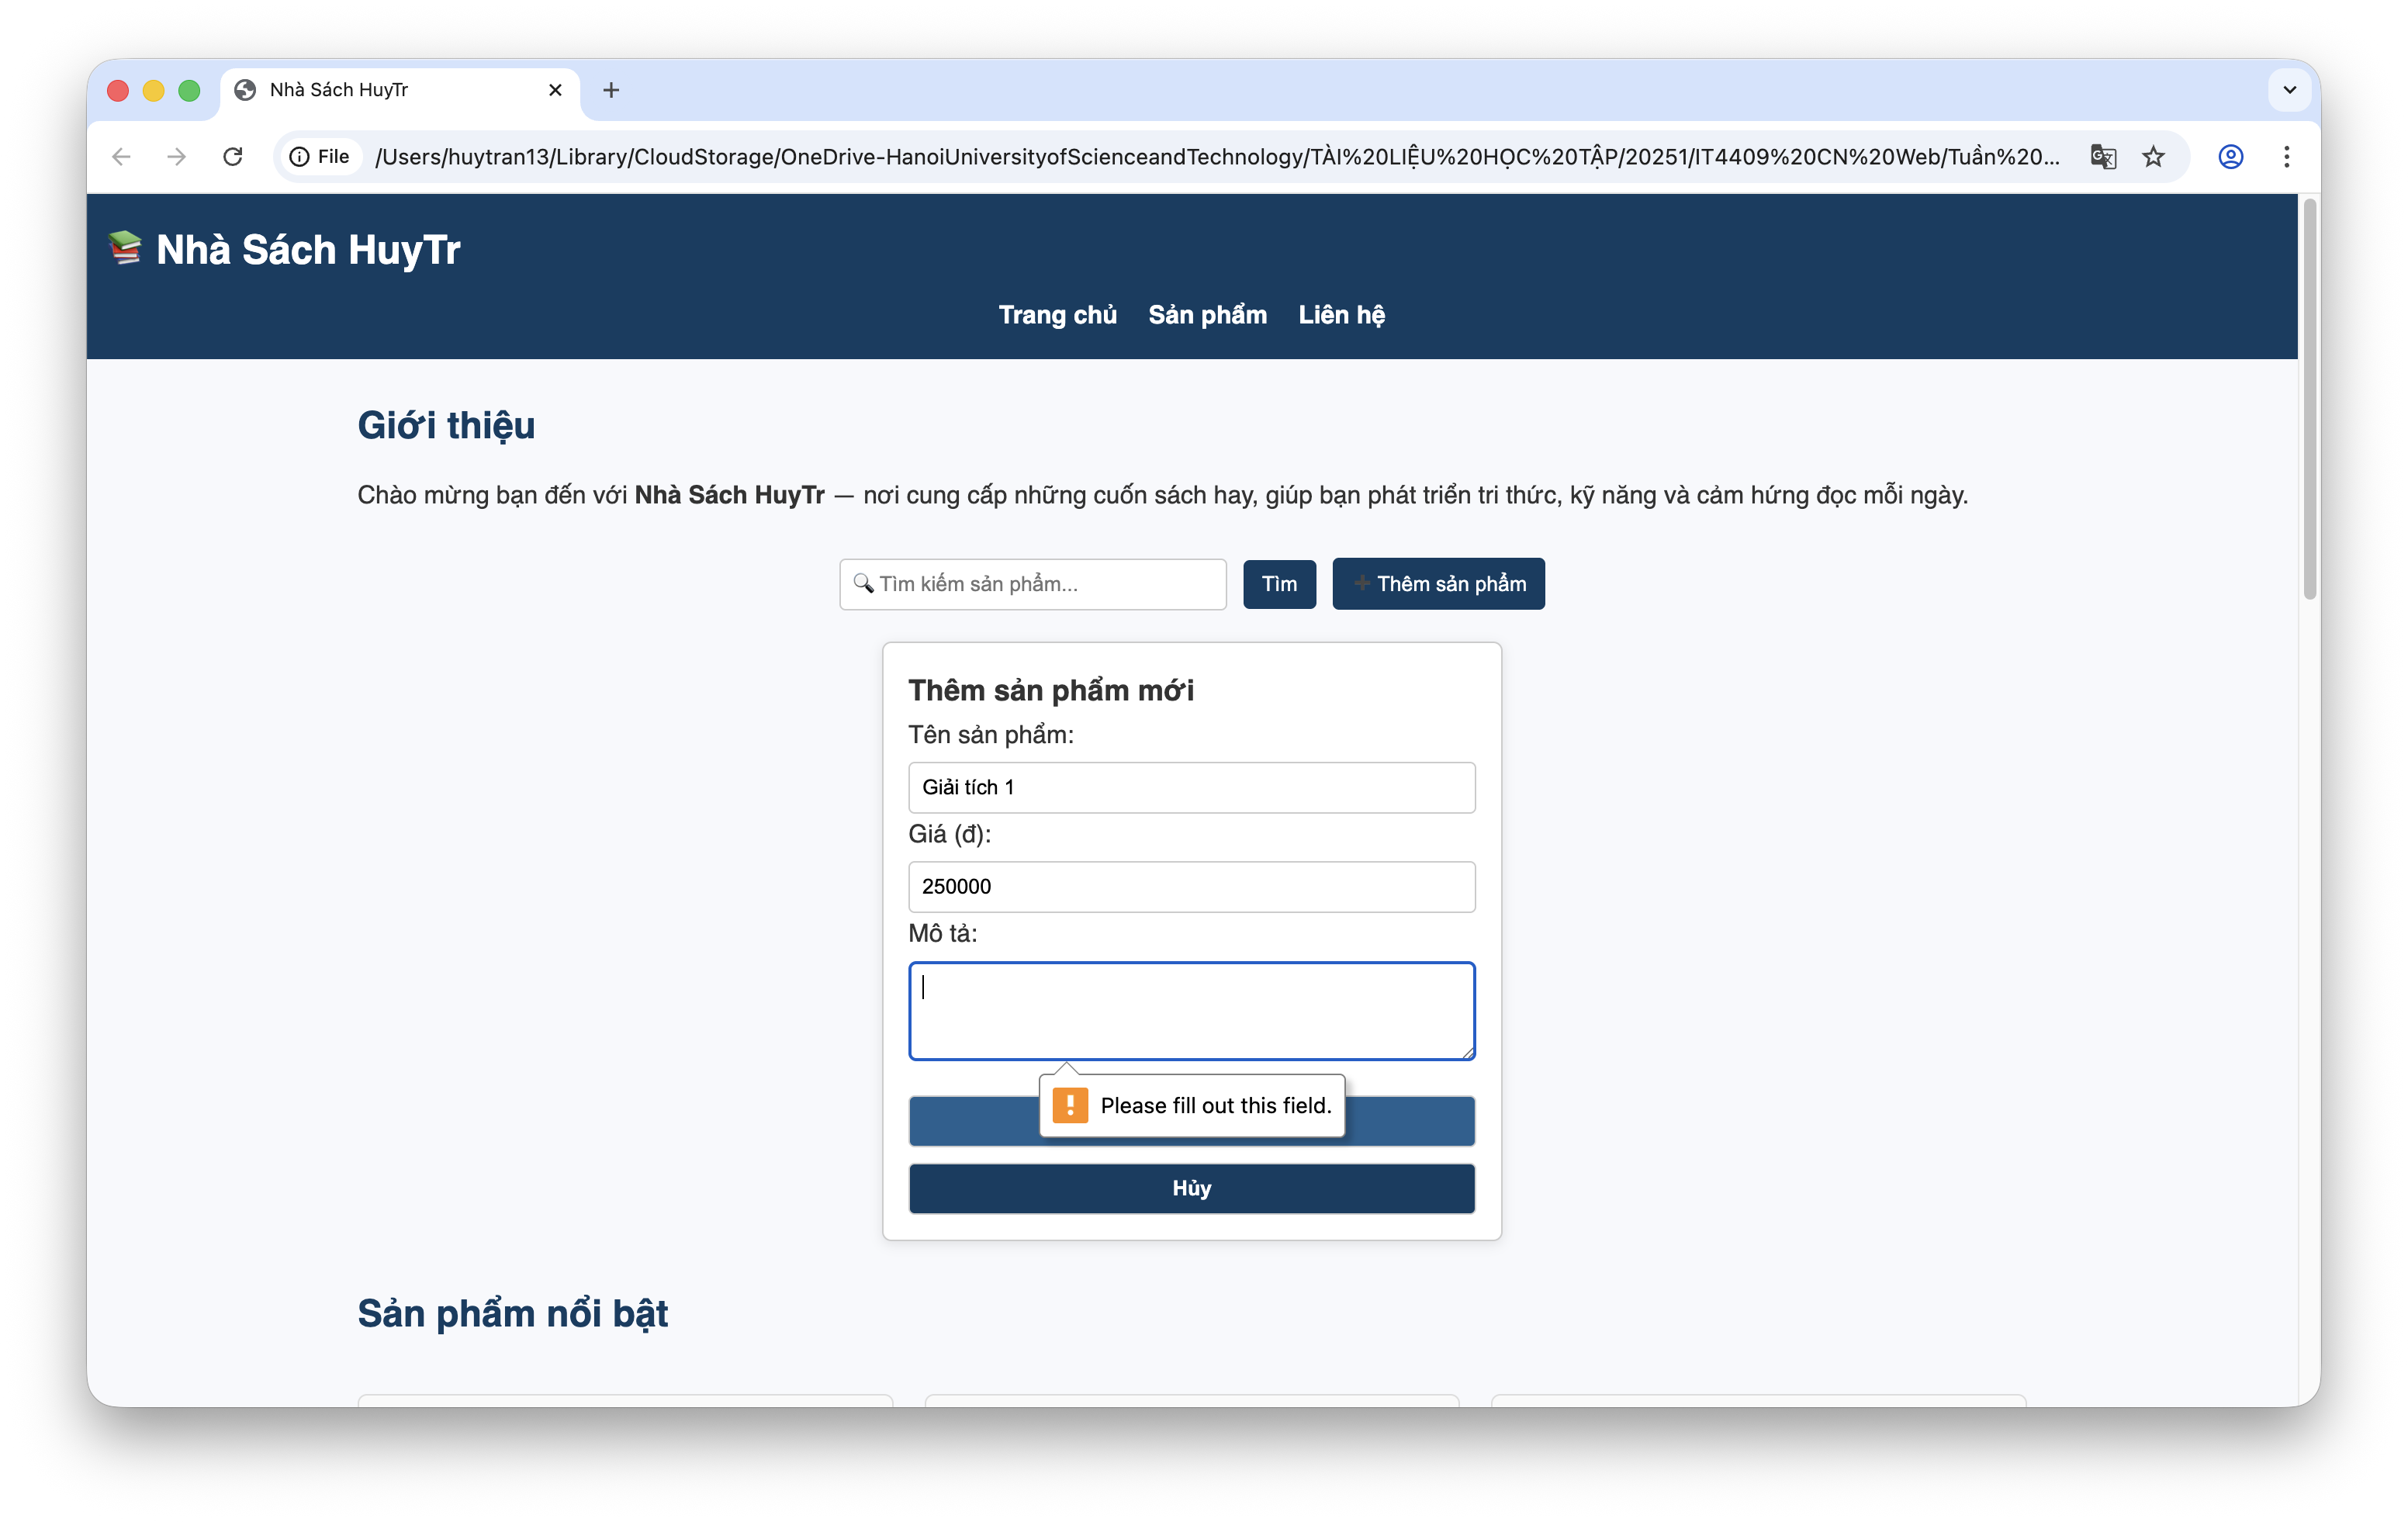 Nhà Sách HuyTr
File /Users/huytran13/Library/CloudStorage/OneDrive-HanoiUniversityofScienceandTechnology/TÀI%20LIỆU%20HỌC%20TẬP/20251/IT4409%20CN%20Web/Tuần%20...
📚 Nhà Sách HuyTr
Trang chủ Sản phẩm Liên hệ
Giới thiệu
Chào mừng bạn đến với Nhà Sách HuyTr — nơi cung cấp những cuốn sách hay, giúp bạn phát triển tri thức, kỹ năng và cảm hứng đọc mỗi ngày.
🔍 Tìm kiếm sản phẩm... Tìm ➕ Thêm sản phẩm
Thêm sản phẩm mới
Tên sản phẩm:
Giải tích 1
Giá (đ):
250000
Mô tả:
Please fill out this field.
Hủy
Sản phẩm nổi bật